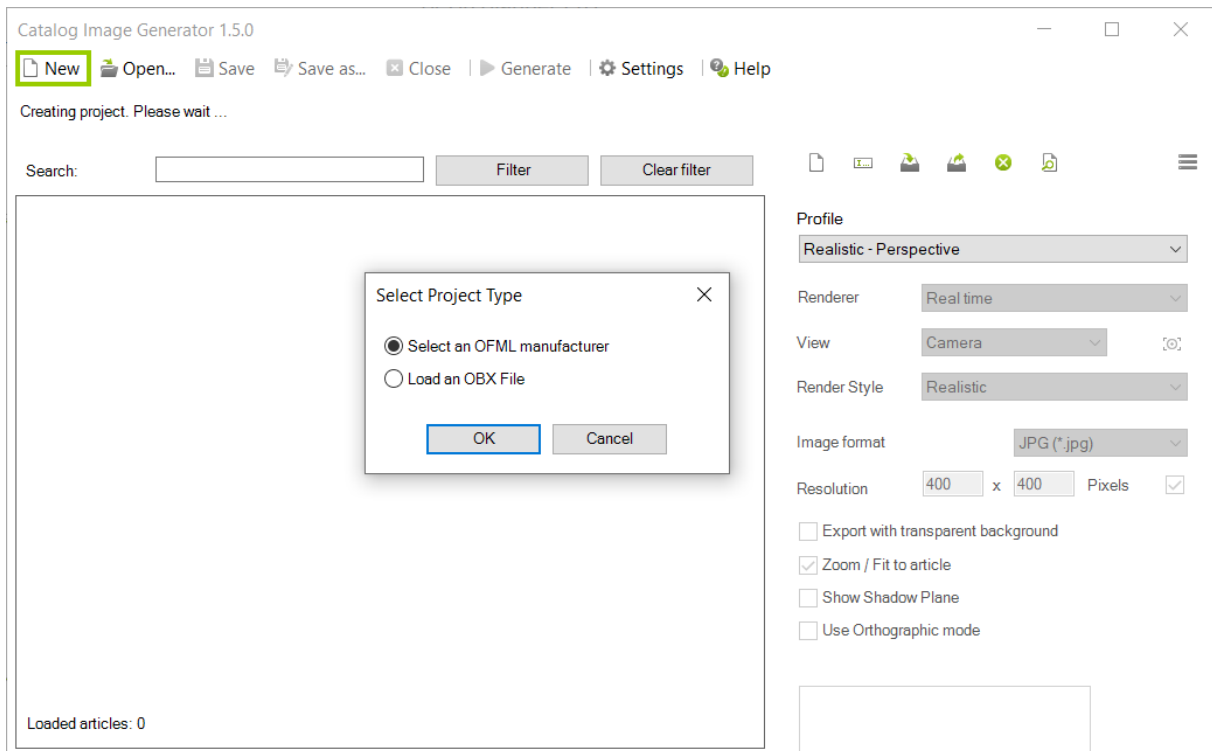 Catalog Image Generator 1.5.0
New Open... Save Save as... Close Generate Settings Help
Creating project. Please wait ...
Search: Filter Clear filter
Profile
Realistic - Perspective
Select Project Type
Renderer Real time
Select an OFML manufacturer
View Camera
Load an OBX File
Render Style Realistic
OK Cancel
Image format JPG (*.jpg)
Resolution 400 x 400 Pixels
Export with transparent background
Zoom / Fit to article
Show Shadow Plane
Use Orthographic mode
Loaded articles: 0